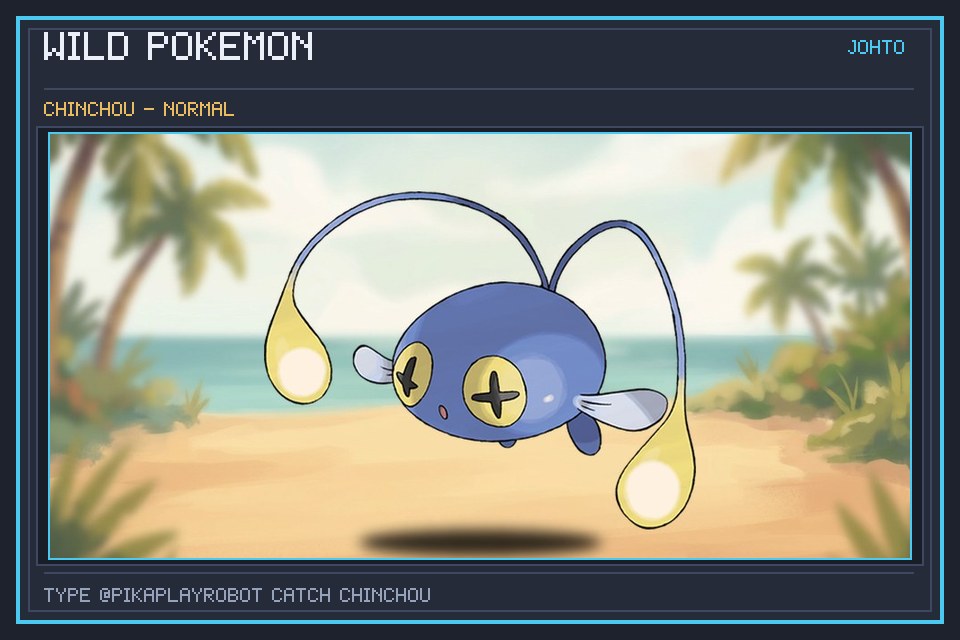 WILD POKEMON
JOHTO
CHINCHOU - NORMAL
TYPE @PIKAPLAYROBOT CATCH CHINCHOU